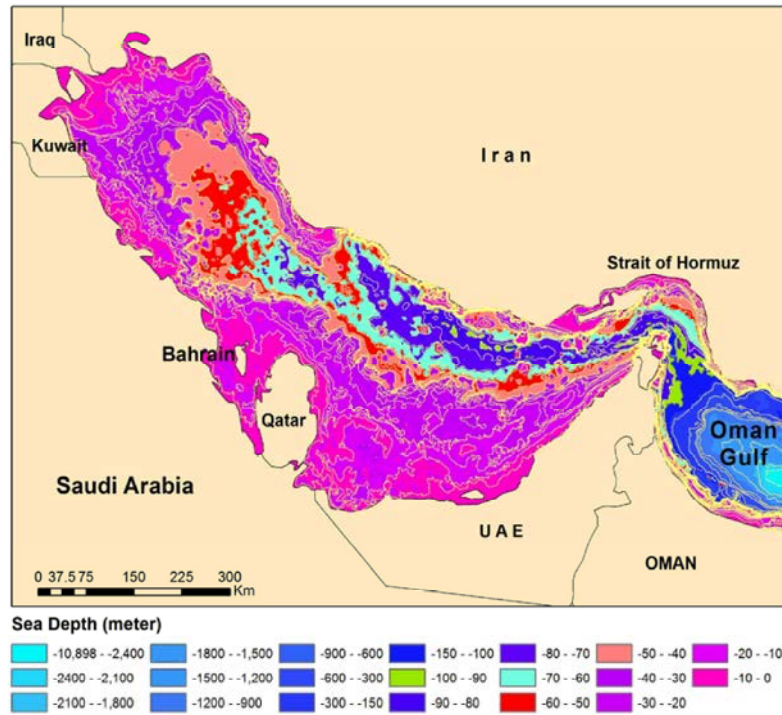 Iraq
Kuwait
I r a n
Strait of Hormuz
Bahrain
Qatar
Oman
Gulf
Saudi Arabia
U A E
OMAN
0 37.5 75 150 225 300
Km
Sea Depth (meter)
-10,898 - -2,400 -1800 - -1,500 -900 - -600 -150 - -100 -80 - -70 -50 - -40 -20 - -10
-2400 - -2,100 -1500 - -1,200 -600 - -300 -100 - -90 -70 - -60 -40 - -30 -10 - 0
-2100 - -1,800 -1200 - -900 -300 - -150 -90 - -80 -60 - -50 -30 - -20